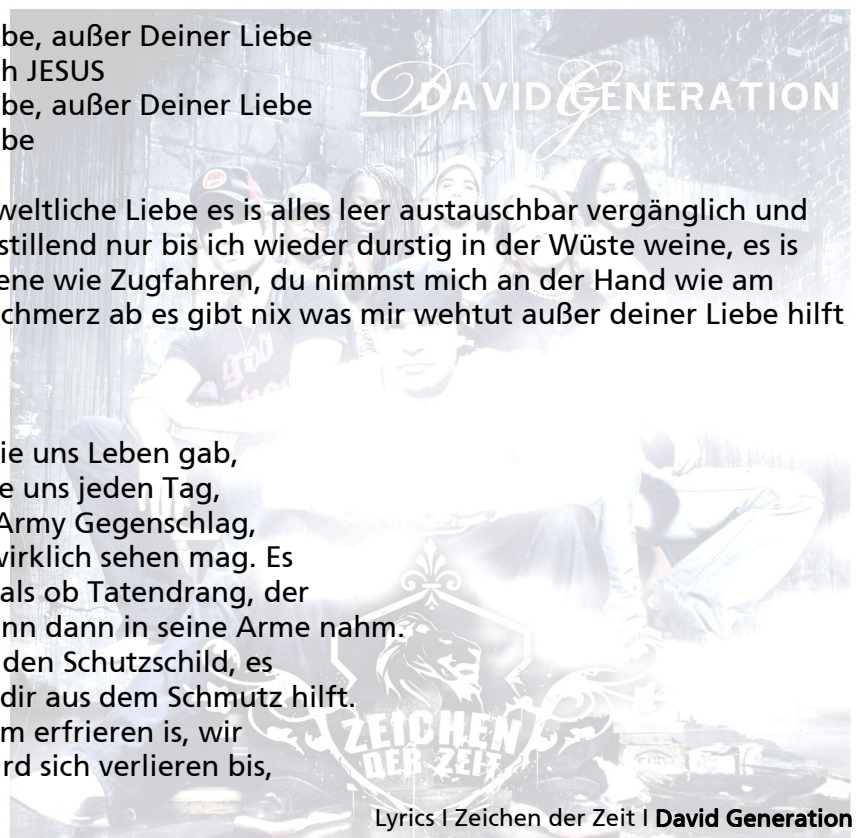 be, außer Deiner Liebe
h JESUS
be, außer Deiner Liebe
be
DAVID GENERATION
weltliche Liebe es is alles leer austauschbar vergänglich und
stillend nur bis ich wieder durstig in der Wüste weine, es is
ene wie Zugfahren, du nimmst mich an der Hand wie am
chmerz ab es gibt nix was mir wehtut außer deiner Liebe hilft
god
ie uns Leben gab,
e uns jeden Tag,
Army Gegenschlag,
wirklich sehen mag. Es
als ob Tatendrang, der
nn dann in seine Arme nahm.
den Schutzschild, es
dir aus dem Schmutz hilft.
m erfrieren is, wir
rd sich verlieren bis,
ZEICHEN
DER ZEIT
Lyrics I Zeichen der Zeit I David Generation